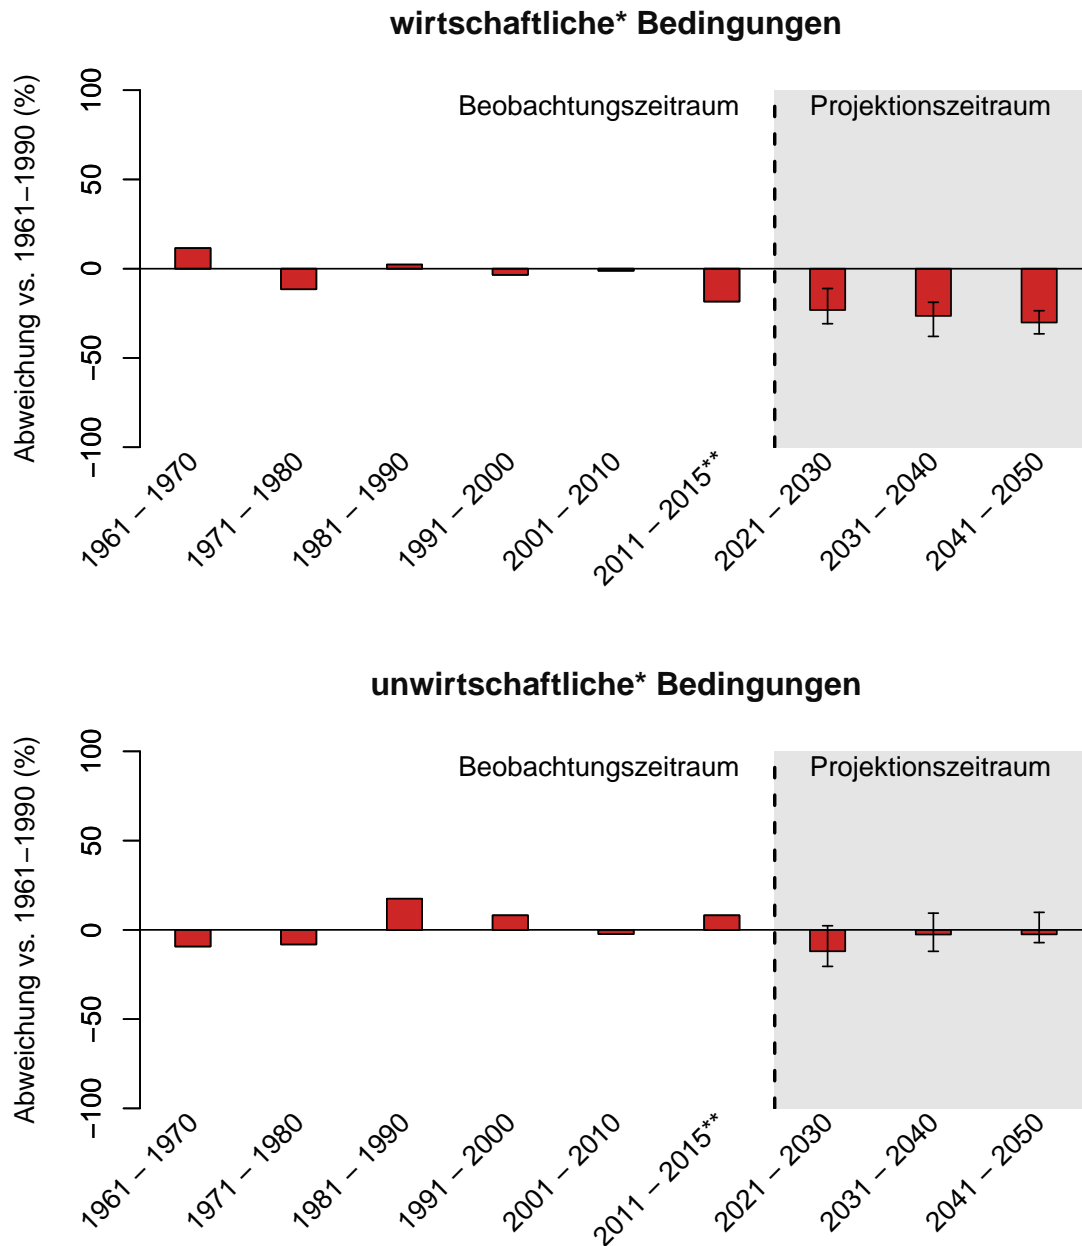 wirtschaftliche* Bedingungen
Abweichung vs. 1961−1990 (%)
100
50
0
−50
−100
Beobachtungszeitraum
Projektionszeitraum
1961 − 1970
1971 − 1980
1981 − 1990
1991 − 2000
2001 − 2010
2011 − 2015**
2021 − 2030
2031 − 2040
2041 − 2050
unwirtschaftliche* Bedingungen
Abweichung vs. 1961−1990 (%)
100
50
0
−50
−100
Beobachtungszeitraum
Projektionszeitraum
1961 − 1970
1971 − 1980
1981 − 1990
1991 − 2000
2001 − 2010
2011 − 2015**
2021 − 2030
2031 − 2040
2041 − 2050